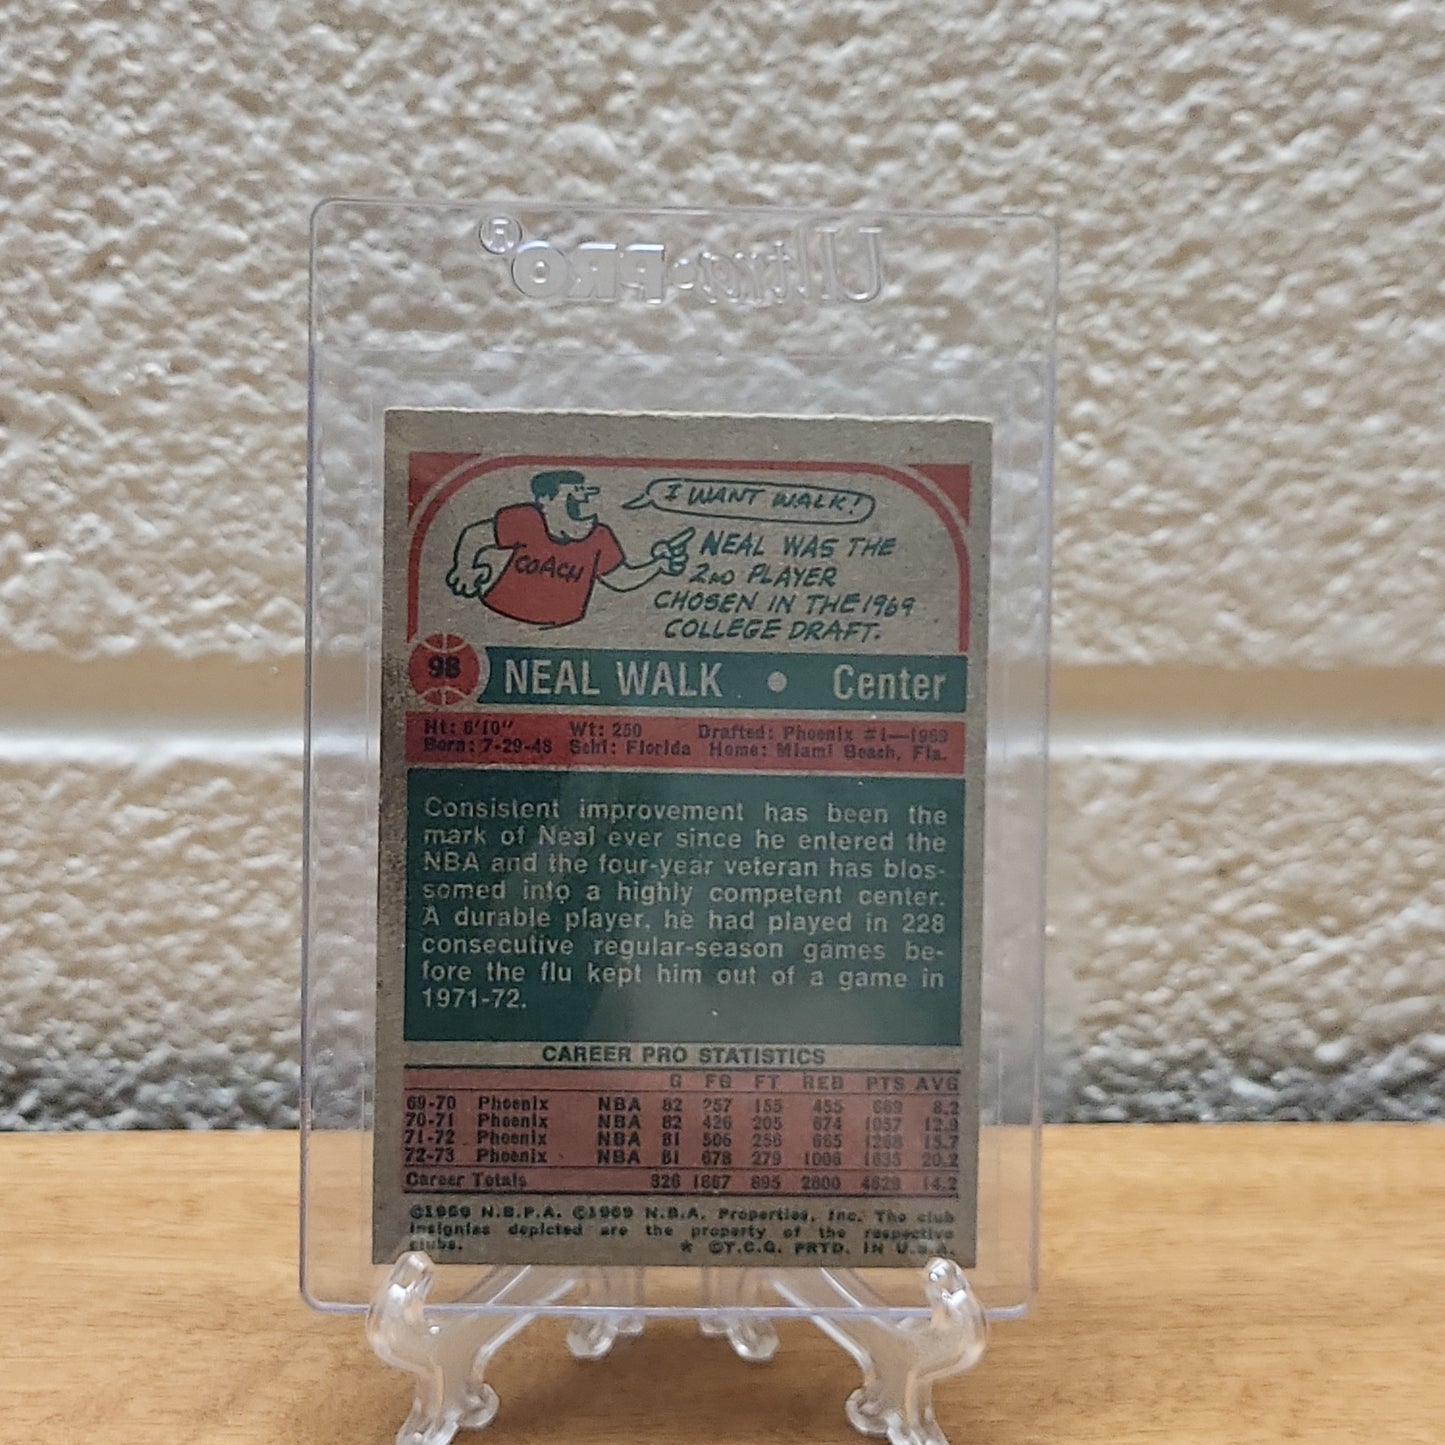 Ultra•PRO®
I WANT WALK!
COACH
NEAL WAS THE
2ND PLAYER
CHOSEN IN THE 1969
COLLEGE DRAFT.
98 NEAL WALK • Center
Ht: 6'10" Wt: 250 Drafted: Phoenix #1—1969
Born: 7-29-48 Schl: Florida Home: Miami Beach, Fla.
Consistent improvement has been the
mark of Neal ever since he entered the
NBA and the four-year veteran has blos-
somed into a highly competent center.
A durable player, he had played in 228
consecutive regular-season games be-
fore the flu kept him out of a game in
1971-72.
CAREER PRO STATISTICS
G FG FT REB PTS AVG
69-70 Phoenix NBA 82 257 155 455 669 8.2
70-71 Phoenix NBA 82 426 205 674 1057 12.9
71-72 Phoenix NBA 81 506 256 665 1268 15.7
72-73 Phoenix NBA 81 678 279 1006 1635 20.2
Career Totals 326 1867 895 2800 4629 14.2
©1969 N.B.P.A. ©1969 N.B.A. Properties, Inc. The club
insignias depicted are the property of the respective
clubs. * ©T.C.G. PRTD. IN U.S.A.